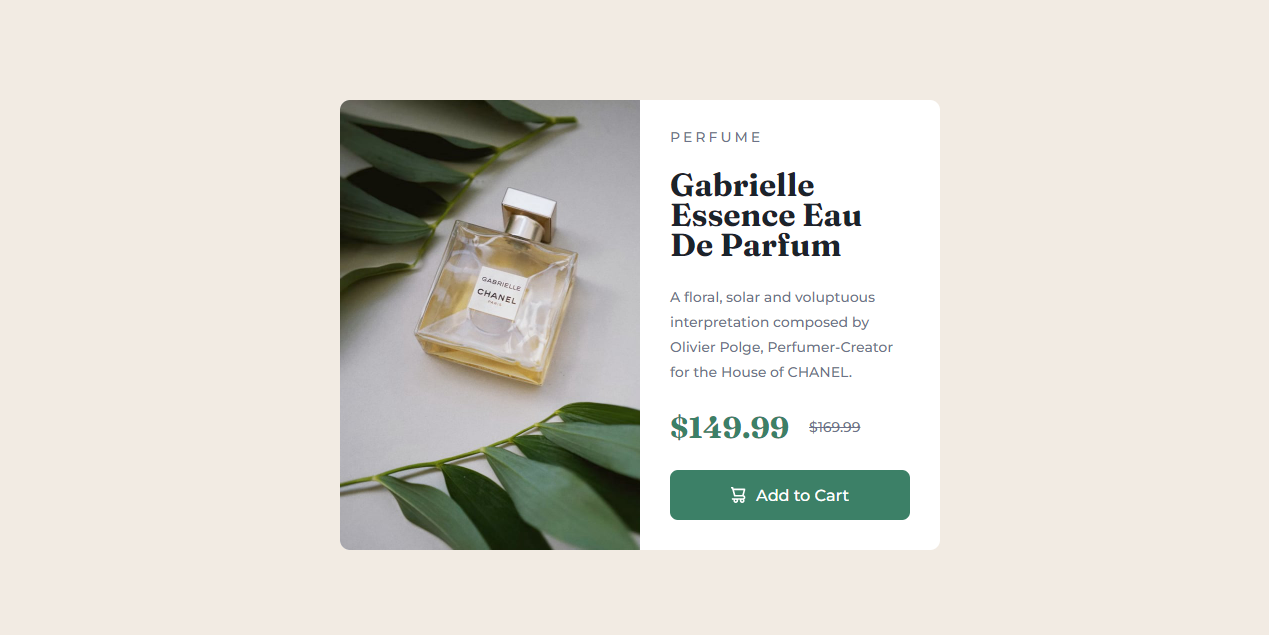 GABRIELLE
CHANEL
PARIS
PERFUME
Gabrielle
Essence Eau
De Parfum
A floral, solar and voluptuous
interpretation composed by
Olivier Polge, Perfumer-Creator
for the House of CHANEL.
$149.99 $169.99
Add to Cart